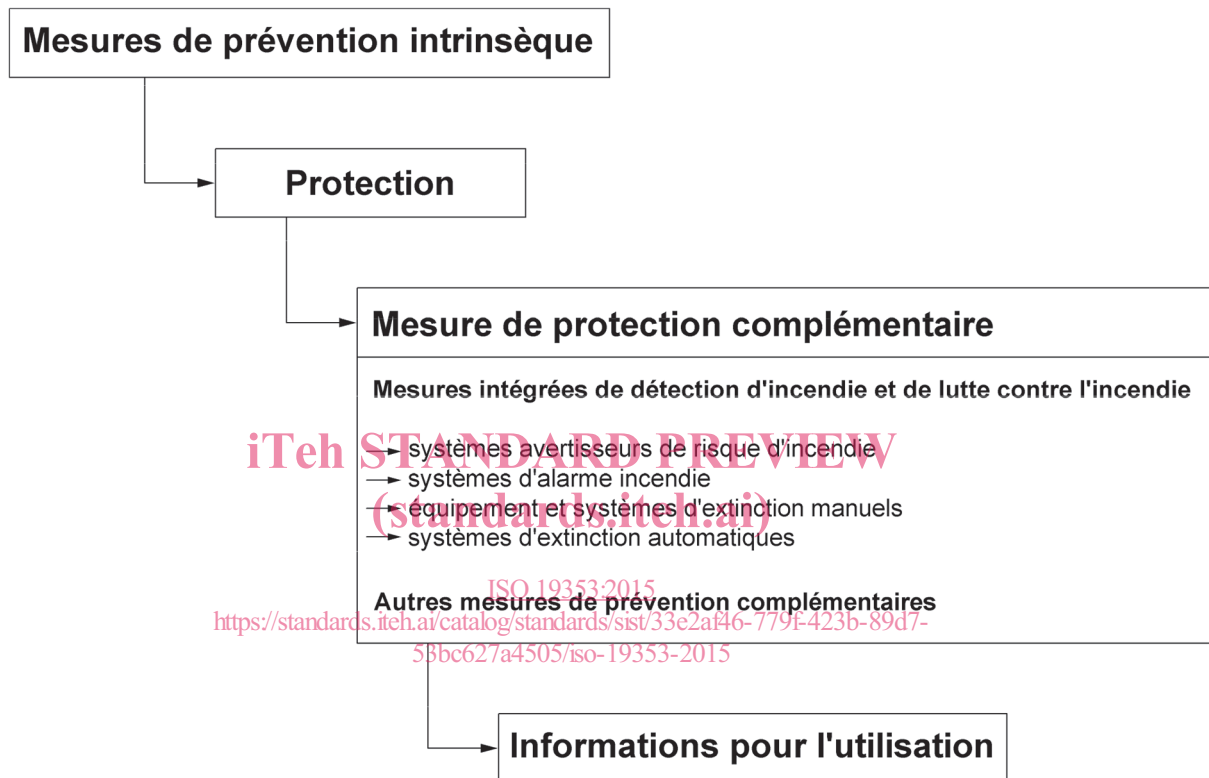 Mesures de prévention intrinsèque
Protection
Mesure de protection complémentaire
Mesures intégrées de détection d'incendie et de lutte contre l'incendie
iTeh STANDARD PREVIEW
systèmes avertisseurs de risque d'incendie
systèmes d'alarme incendie
(standards.iteh.ai)
équipement et systèmes d'extinction manuels
systèmes d'extinction automatiques
ISO 19353:2015
Autres mesures de prévention complémentaires
https://standards.iteh.ai/catalog/standards/sist/33e2af46-779f-423b-89d7-
53bc627a4505/iso-19353-2015
Informations pour l'utilisation